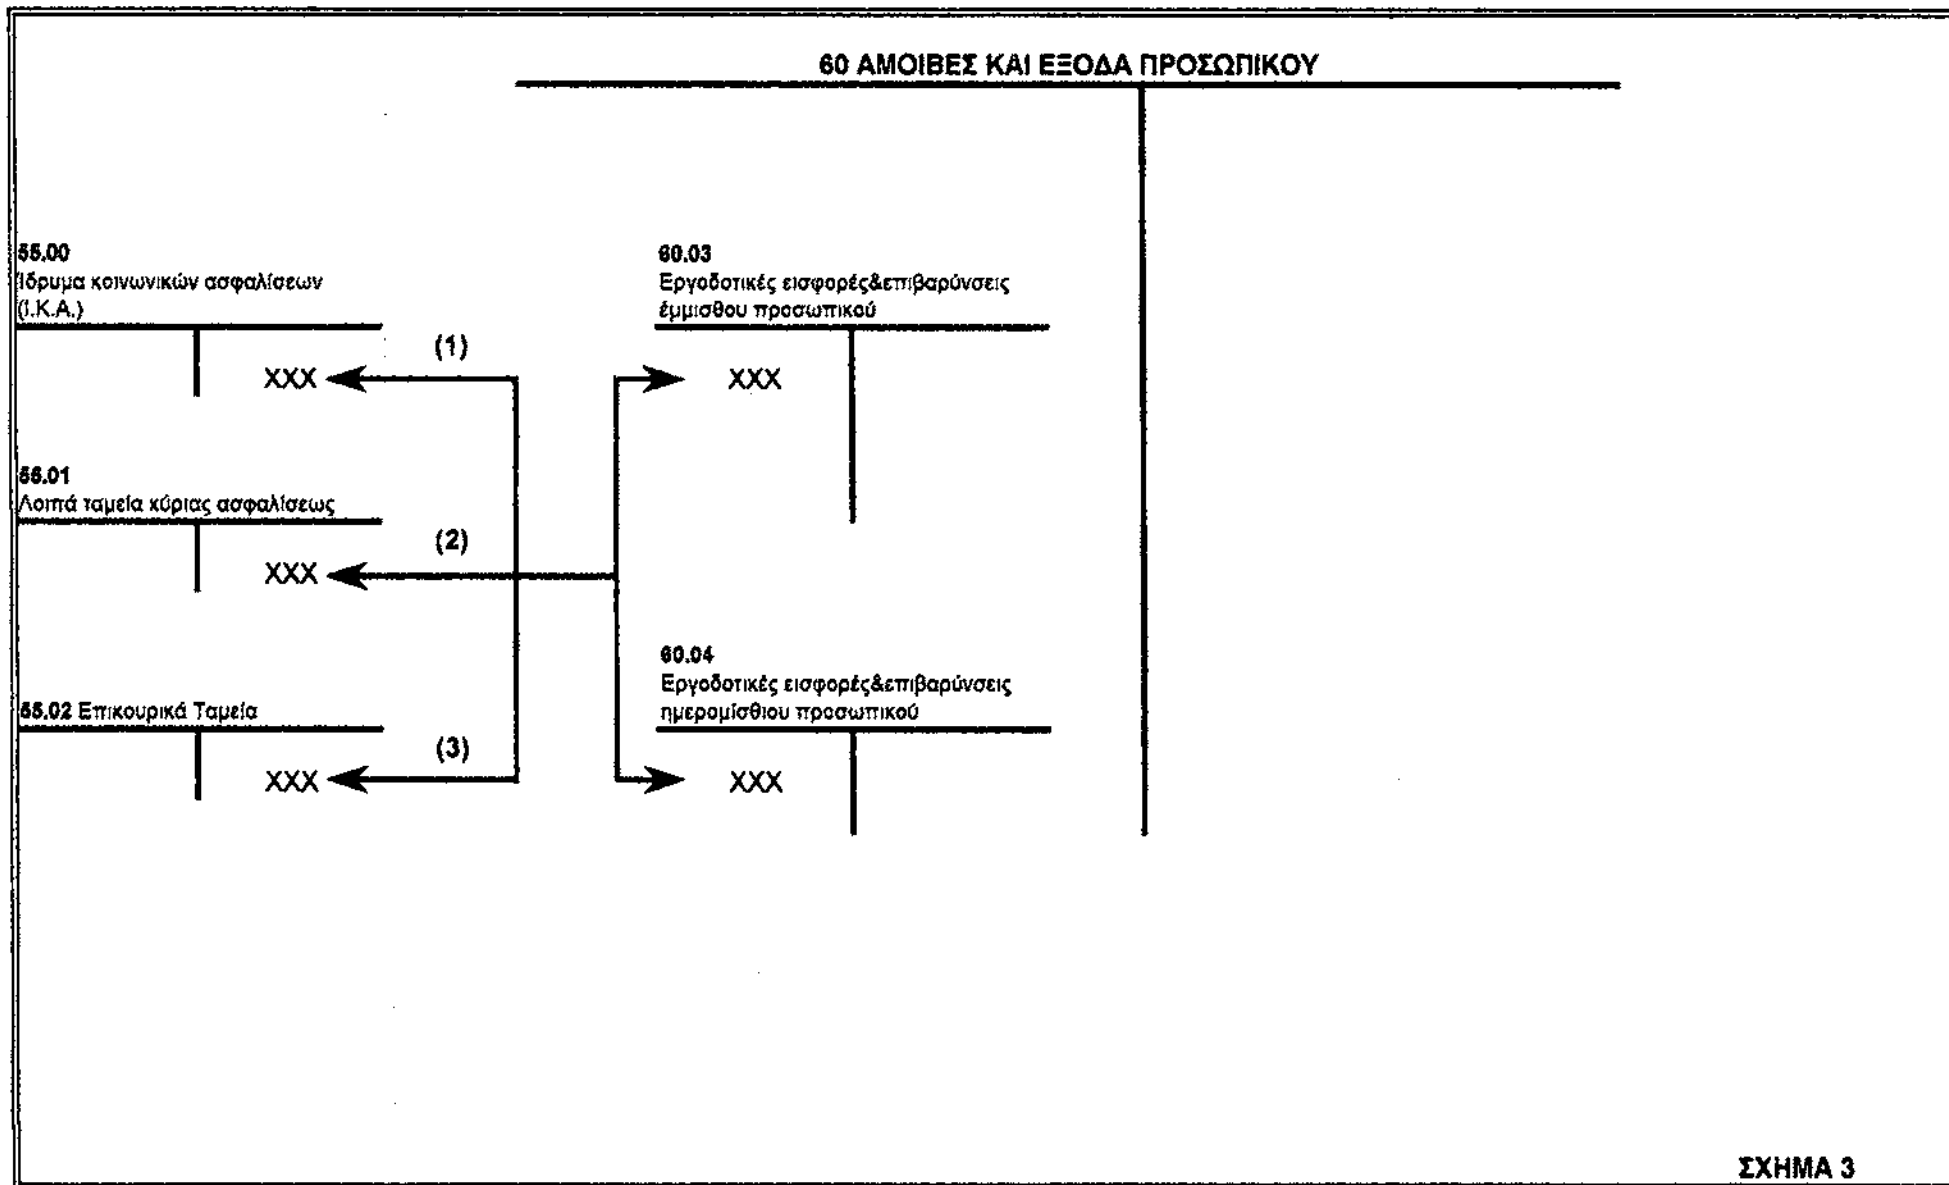 60 ΑΜΟΙΒΕΣ ΚΑΙ ΕΞΟΔΑ ΠΡΟΣΩΠΙΚΟΥ
55.00
Ίδρυμα κοινωνικών ασφαλίσεων
(Ι.Κ.Α.)
60.03
Εργοδοτικές εισφορές&επιβαρύνσεις
έμμισθου προσωπικού
(1)
XXX
XXX
55.01
Λοιπά ταμεία κύριας ασφαλίσεως
(2)
XXX
60.04
Εργοδοτικές εισφορές&επιβαρύνσεις
ημερομίσθιου προσωπικού
55.02 Επικουρικά Ταμεία
(3)
XXX
XXX
ΣΧΗΜΑ 3